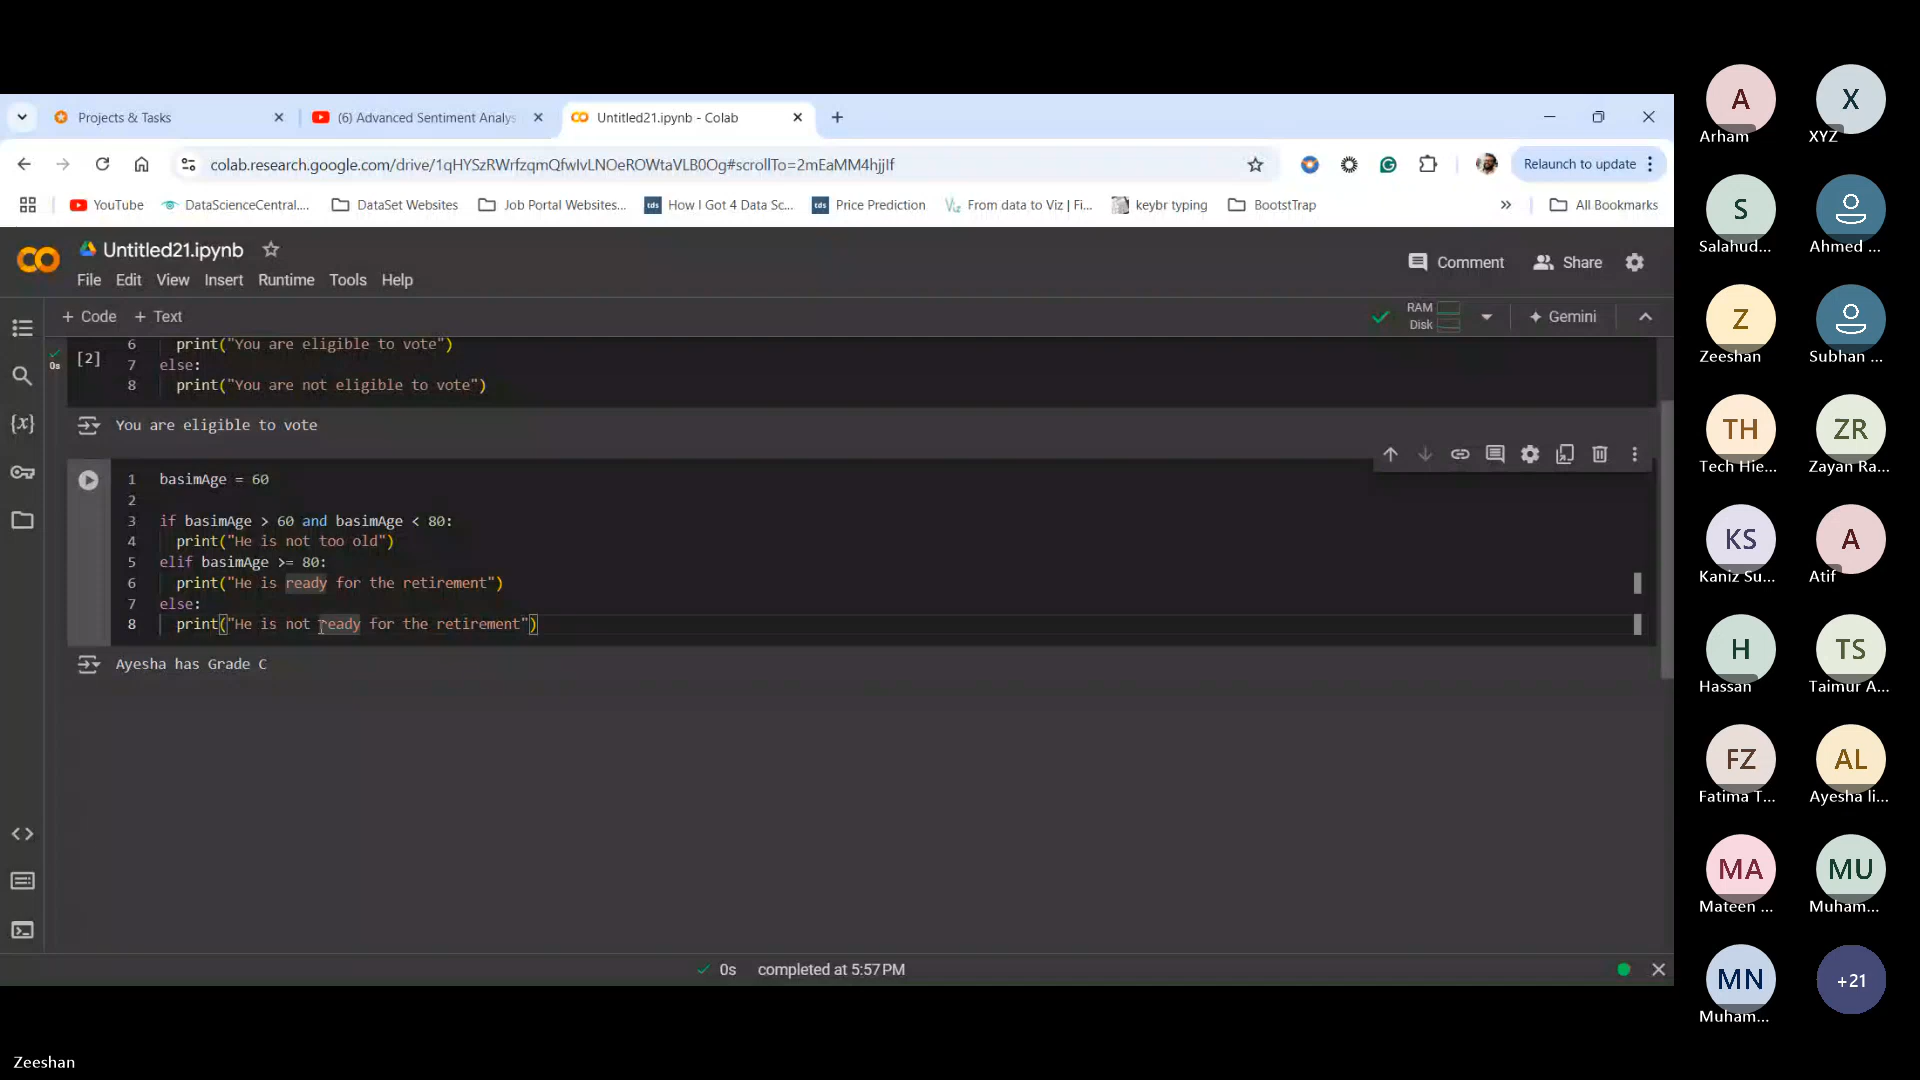 Projects & Tasks
(6) Advanced Sentiment Analys
Untitled21.ipynb - Colab
colab.research.google.com/drive/1qHYSzRWrfzqmQfwIvLNOeROWtaVLB0Og#scrollTo=2mEaMM4hjjIf
Relaunch to update
YouTube
DataScienceCentral....
DataSet Websites
Job Portal Websites...
tds
How I Got 4 Data Sc...
tds
Price Prediction
From data to Viz | Fi...
keybr typing
BootstTrap
All Bookmarks
Untitled21.ipynb
Comment
Share
File Edit View Insert Runtime Tools Help
+ Code + Text
RAM
Disk
Gemini
[2]
0s
6 print("You are eligible to vote")
7 else:
8 print("You are not eligible to vote")
You are eligible to vote
1 basimAge = 60
2
3 if basimAge > 60 and basimAge < 80:
4 print("He is not too old")
5 elif basimAge >= 80:
6 print("He is ready for the retirement")
7 else:
8 print("He is not ready for the retirement")
Ayesha has Grade C
0s completed at 5:57 PM
A
Arham
X
XYZ
S
Salahud...
Ahmed ...
Z
Zeeshan
Subhan ...
TH
Tech Hie...
ZR
Zayan Ra...
KS
Kaniz Su...
A
Atif
H
Hassan
TS
Taimur A...
FZ
Fatima T...
AL
Ayesha li...
MA
Mateen ...
MU
Muham...
MN
Muham...
+21
Zeeshan